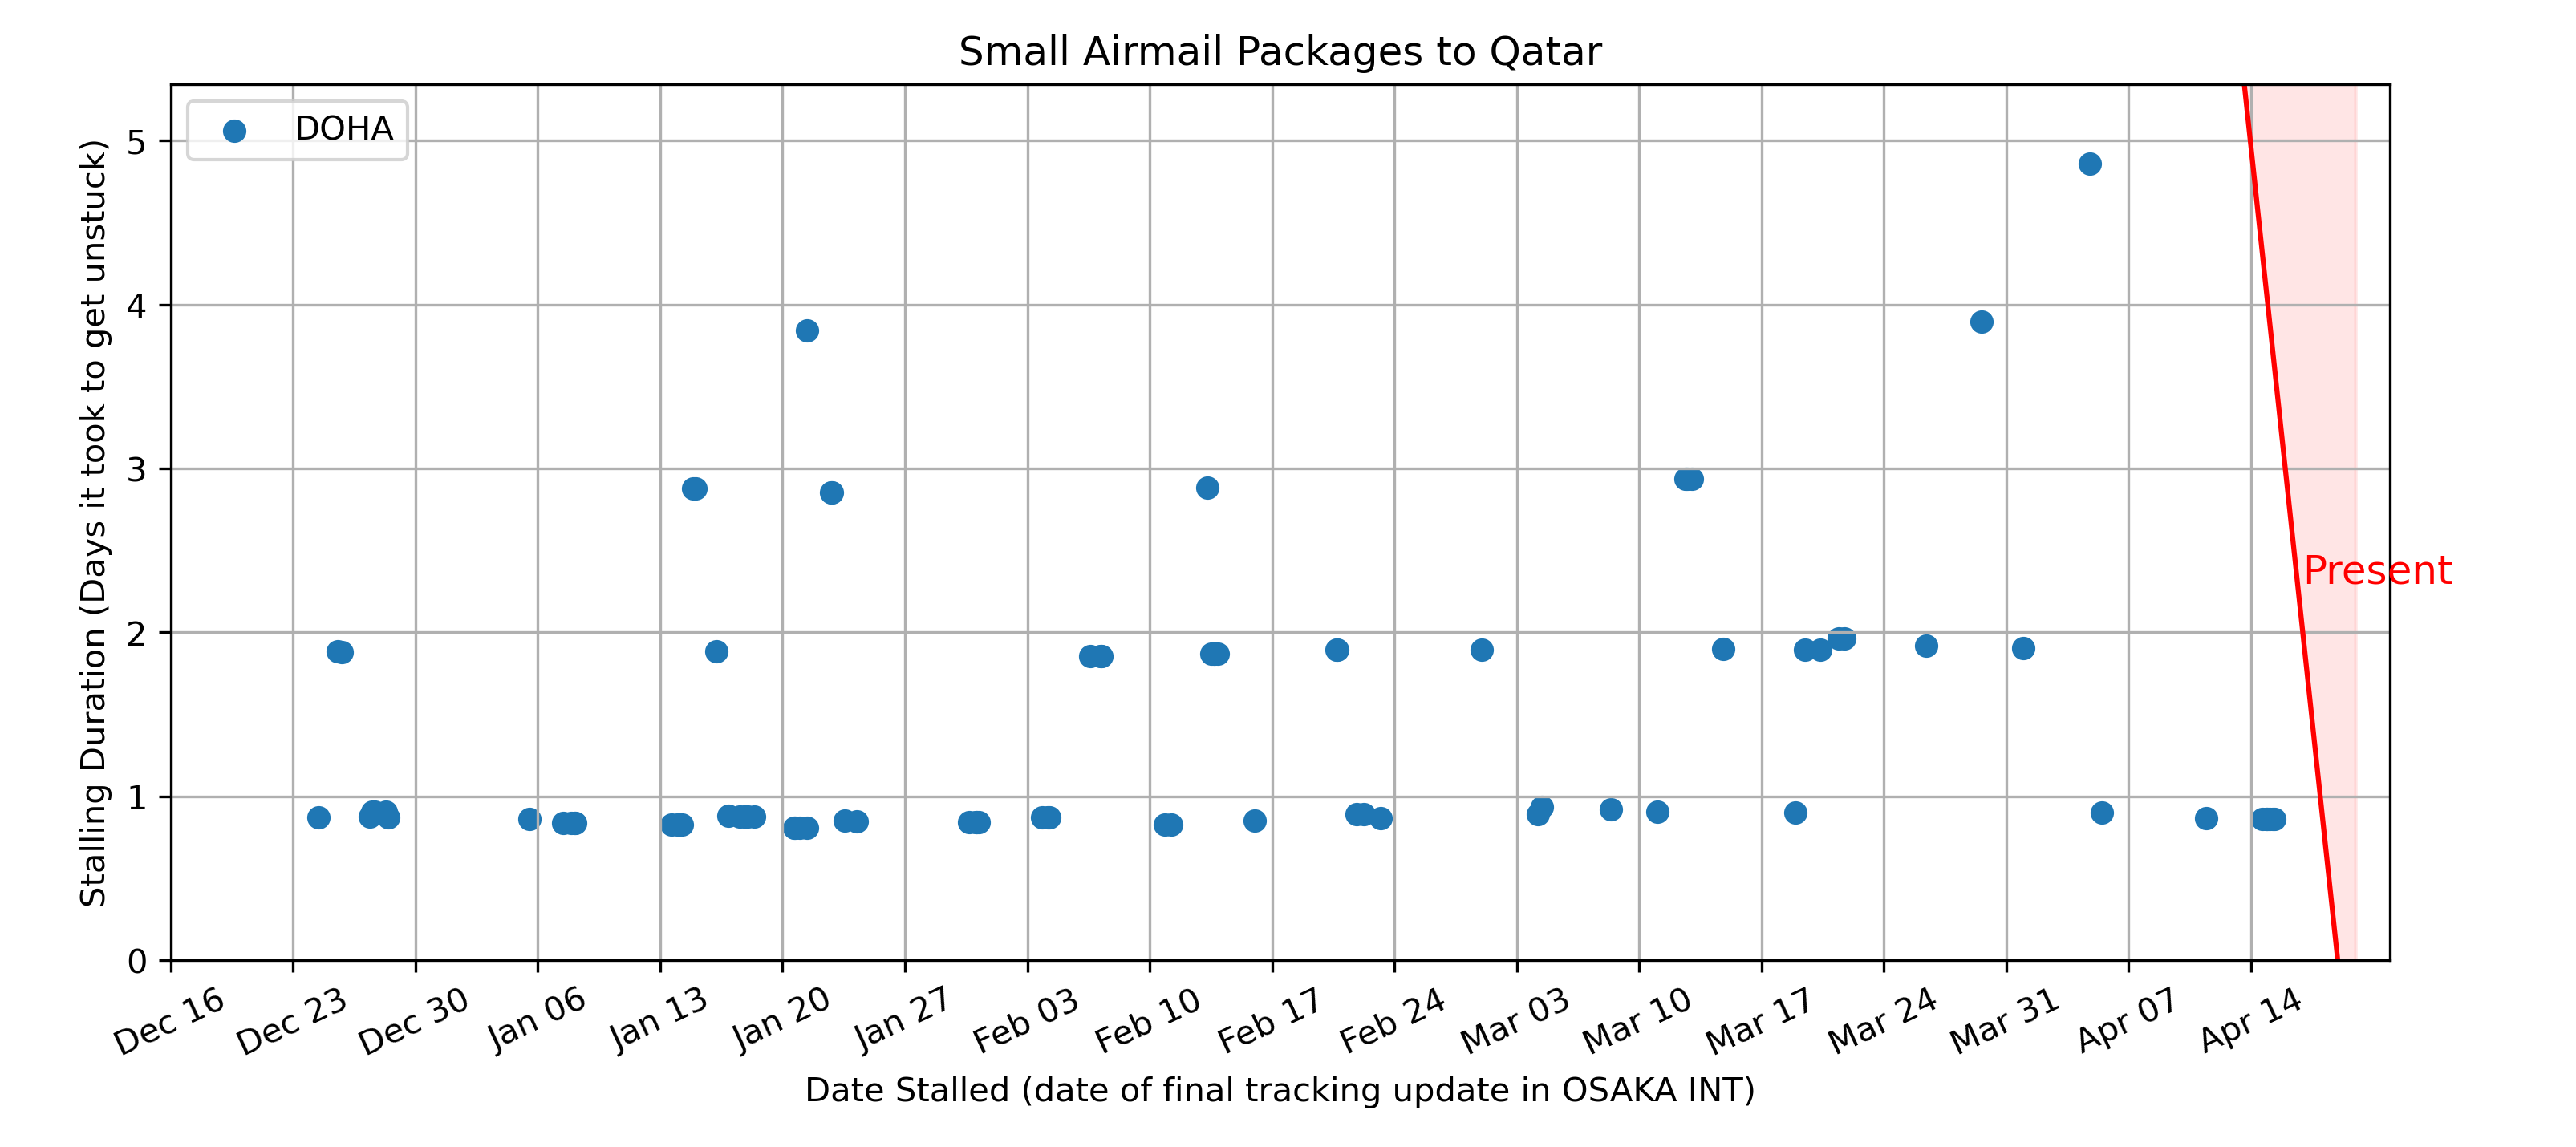 Small Airmail Packages to Qatar
DOHA
Stalling Duration (Days it took to get unstuck)
5
4
3
2
1
0
Present
Dec 16 Dec 23 Dec 30 Jan 06 Jan 13 Jan 20 Jan 27 Feb 03 Feb 10 Feb 17 Feb 24 Mar 03 Mar 10 Mar 17 Mar 24 Mar 31 Apr 07 Apr 14
Date Stalled (date of final tracking update in OSAKA INT)